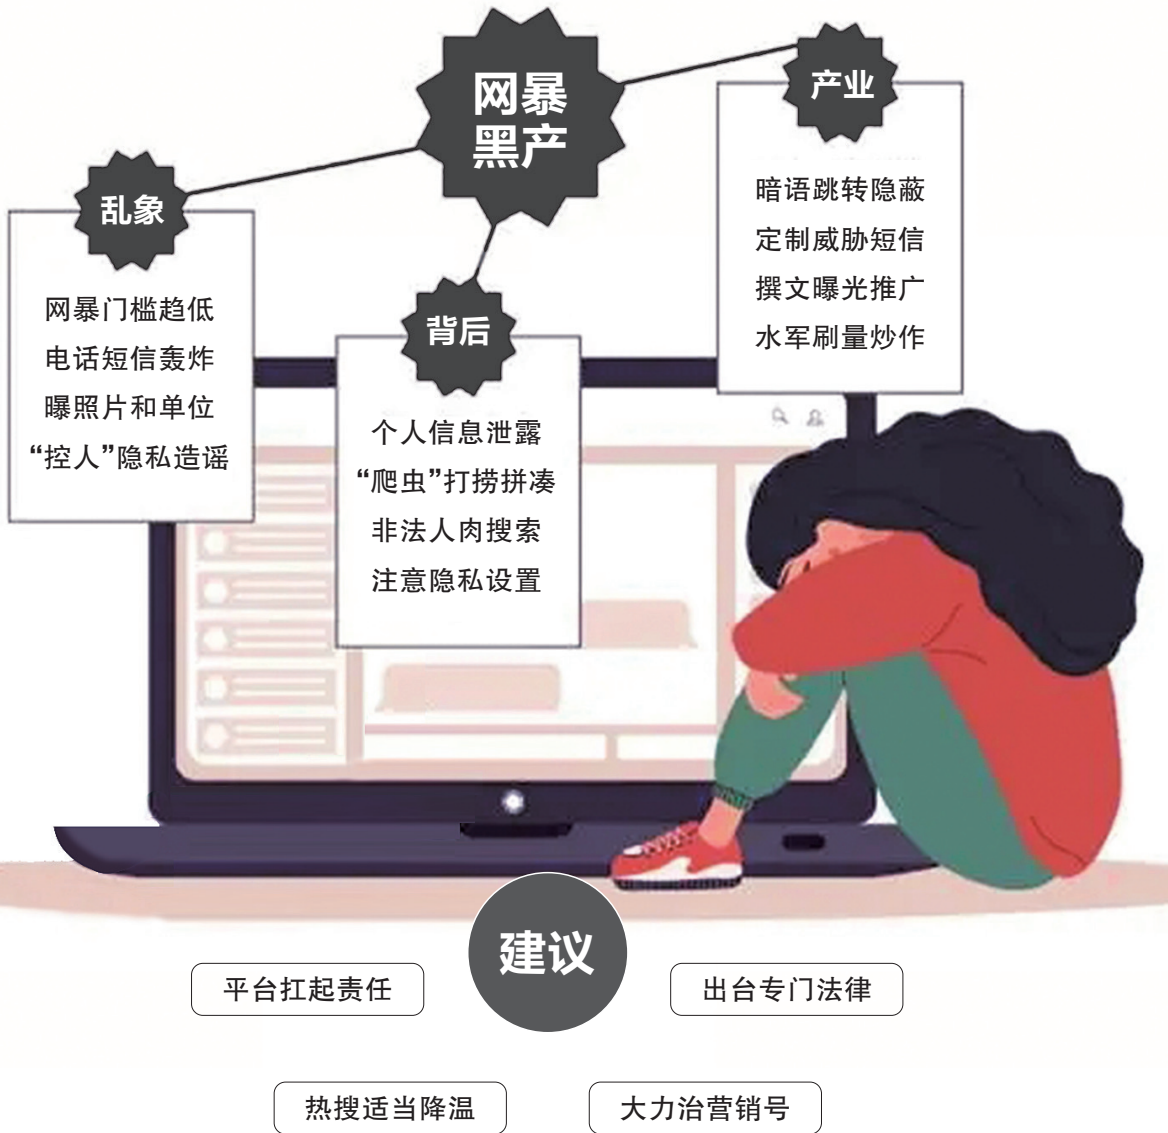 网暴
黑产
乱象
网暴门槛趋低
电话短信轰炸
曝照片和单位
“控人”隐私造谣
背后
个人信息泄露
“爬虫”打捞拼凑
非法人肉搜索
注意隐私设置
产业
暗语跳转隐蔽
定制威胁短信
撰文曝光推广
水军刷量炒作
建议
平台扛起责任
出台专门法律
热搜适当降温
大力治营销号